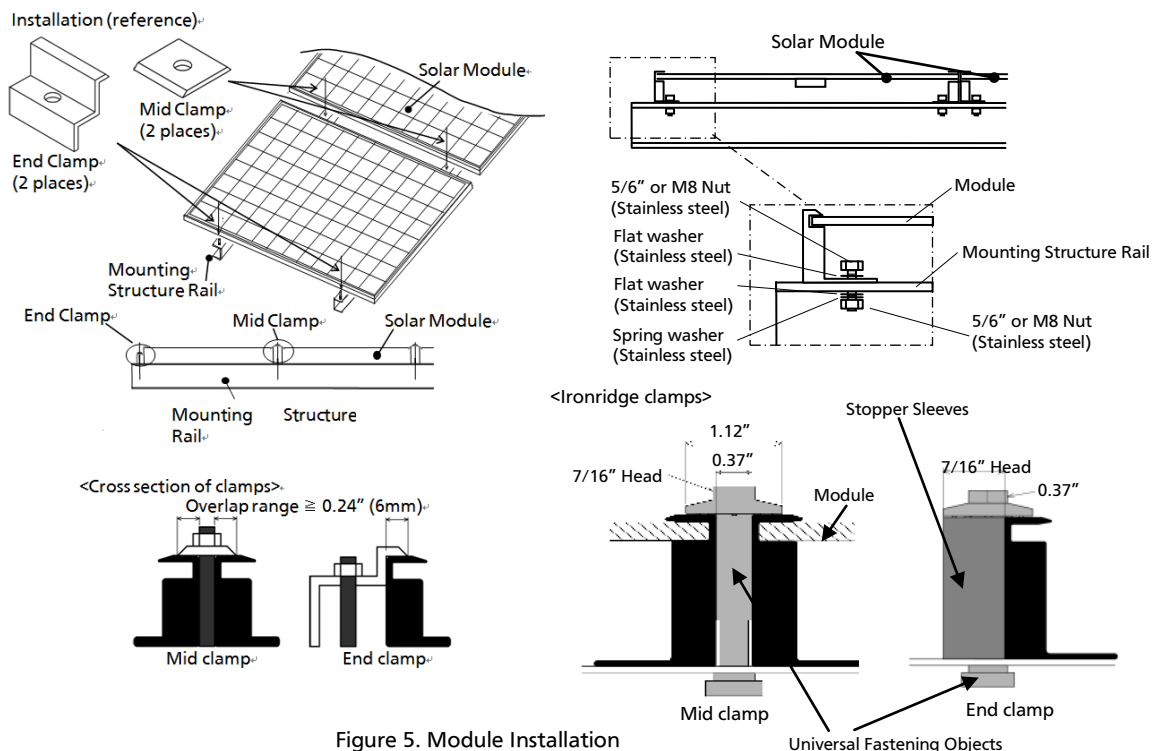 Installation (reference)
Mid Clamp
(2 places)
End Clamp
(2 places)
Solar Module
Mounting
Structure Rail
End Clamp
Mid Clamp
Solar Module
Mounting Structure
Rail
<Cross section of clamps>
Overlap range ≧ 0.24” (6mm)
Mid clamp
End clamp
Solar Module
5/6” or M8 Nut
(Stainless steel)
Flat washer
(Stainless steel)
Flat washer
(Stainless steel)
Spring washer
(Stainless steel)
Module
Mounting Structure Rail
5/6” or M8 Nut
(Stainless steel)
<Ironridge clamps>
1.12”
0.37”
7/16” Head
Module
Mid clamp
Stopper Sleeves
7/16” Head
0.37”
End clamp
Universal Fastening Objects
Figure 5. Module Installation